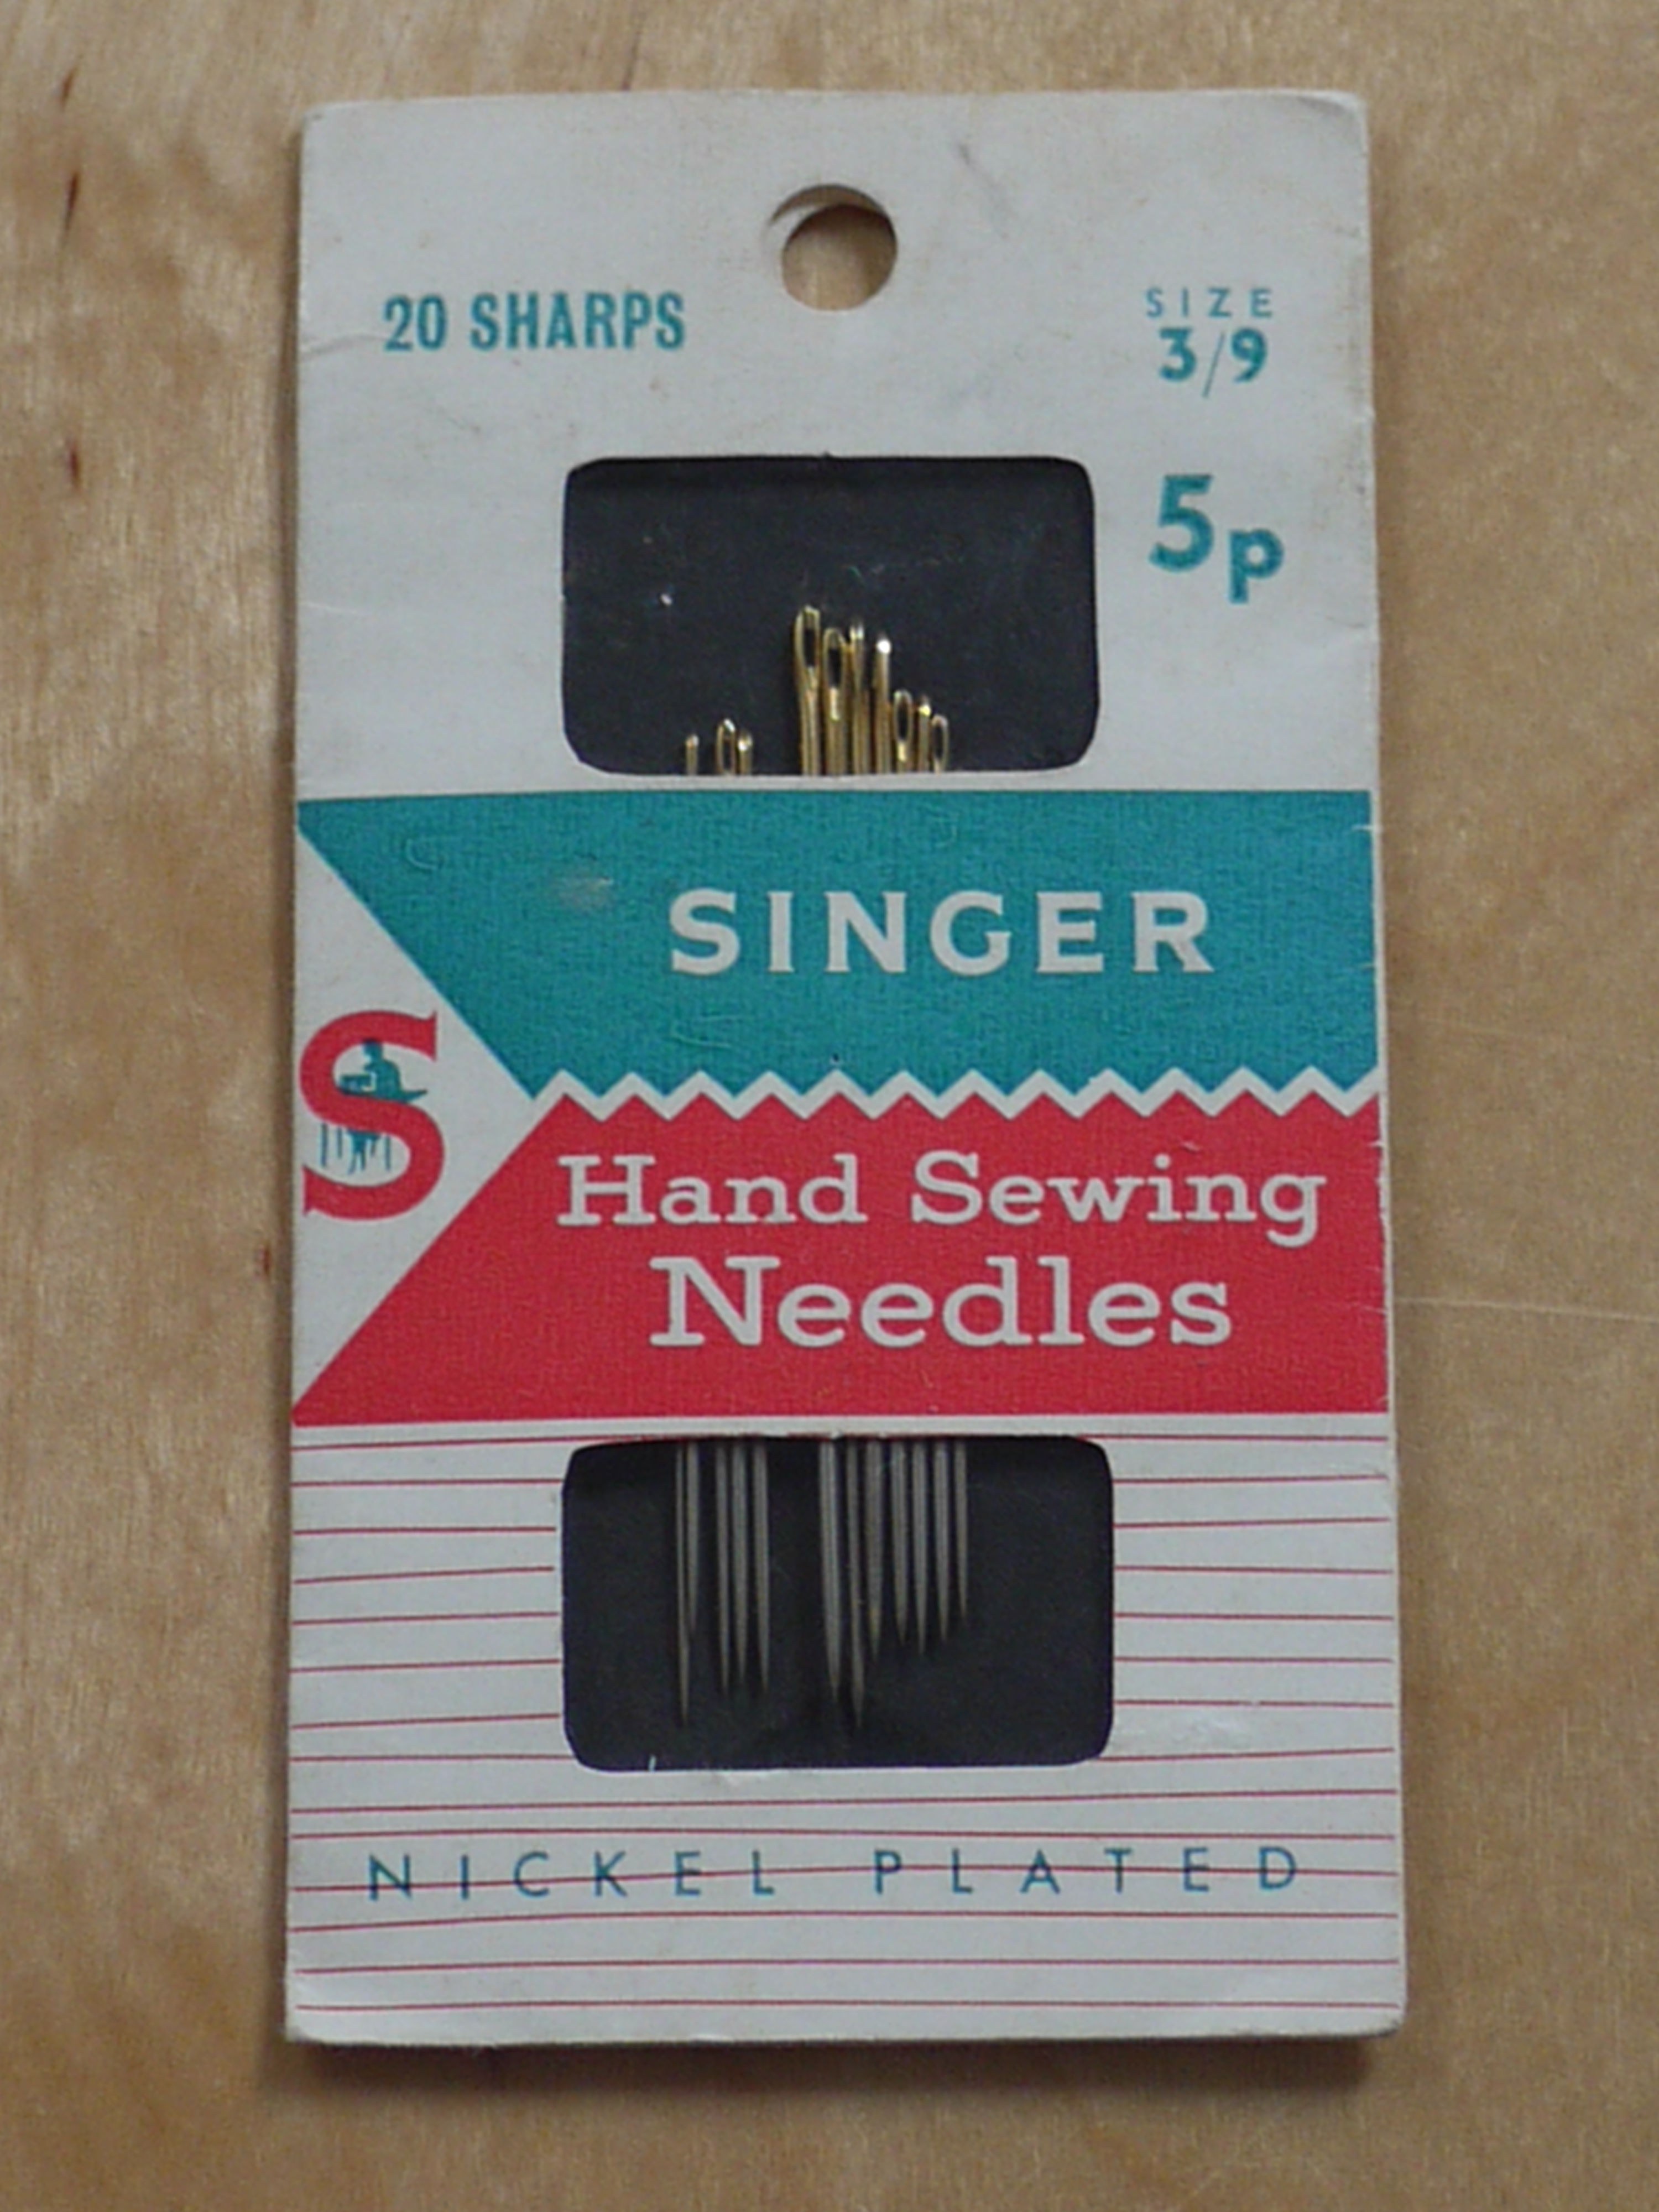 20 SHARPS
SIZE
3/9
5p
SINGER
S
Hand Sewing
Needles
NICKEL PLATED